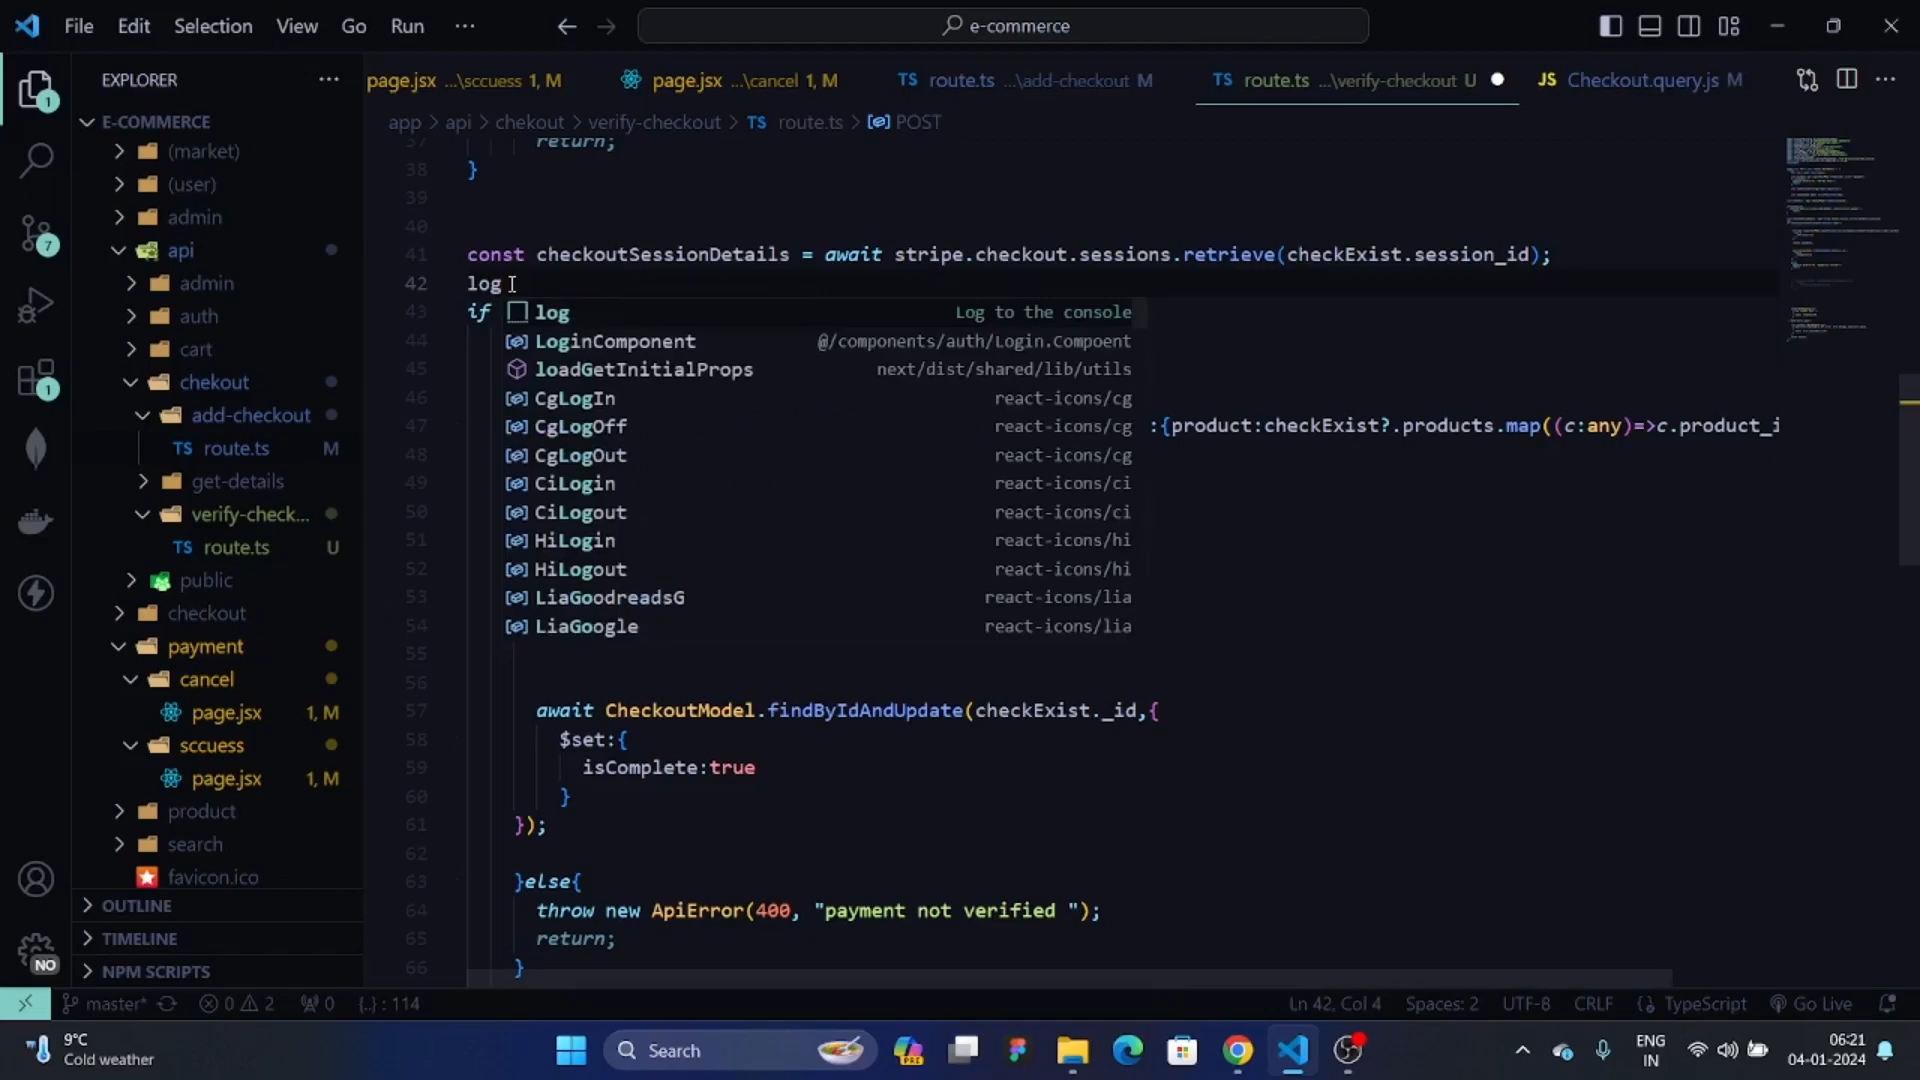 File Edit Selection View Go Run ... e-commerce
EXPLORER
page.jsx ...\sccuess 1, M page.jsx ...\cancel 1, M TS route.ts ...\add-checkout M TS route.ts ...\verify-checkout U JS Checkout.query.js M
app > api > chekout > verify-checkout > TS route.ts > POST
1
E-COMMERCE
(market)
(user)
admin
api
admin
auth
cart
chekout
add-checkout
TS route.ts M
get-details
verify-check...
TS route.ts U
public
checkout
payment
cancel
page.jsx 1, M
sccuess
page.jsx 1, M
product
search
favicon.ico
OUTLINE
TIMELINE
NPM SCRIPTS
7
1
NO
37 return;
38 }
39
40
41 const checkoutSessionDetails = await stripe.checkout.sessions.retrieve(checkExist.session_id);
42 log
43 if
44
45
46
47 :{product:checkExist?.products.map((c:any)=>c.product_i
48
49
50
51
52
53
54
55
56
57 await CheckoutModel.findByIdAndUpdate(checkExist._id,{
58 $set:{
59 isComplete:true
60 }
61 });
62
63 }else{
64 throw new ApiError(400, "payment not verified ");
65 return;
66 }
log Log to the console
LoginComponent @/components/auth/Login.Compoent
loadGetInitialProps next/dist/shared/lib/utils
CgLogIn react-icons/cg
CgLogOff react-icons/cg
CgLogOut react-icons/cg
CiLogin react-icons/ci
CiLogout react-icons/ci
HiLogin react-icons/hi
HiLogout react-icons/hi
LiaGoodreadsG react-icons/lia
LiaGoogle react-icons/lia
master* 0 2 0 {..} : 114 Ln 42, Col 4 Spaces: 2 UTF-8 CRLF TypeScript Go Live
9°C
Cold weather
Search
PRE
ENG
IN
06:21
04-01-2024